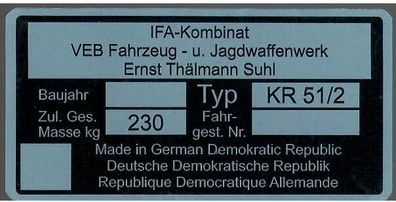 IFA-Kombinat
VEB Fahrzeug - u. Jagdwaffenwerk
Ernst Thälmann Suhl
Baujahr Typ KR 51/2
Zul. Ges. Masse kg 230 Fahr- gest. Nr.
Made in German Democratic Republic
Deutsche Demokratische Republik
Republique Democratique Allemande